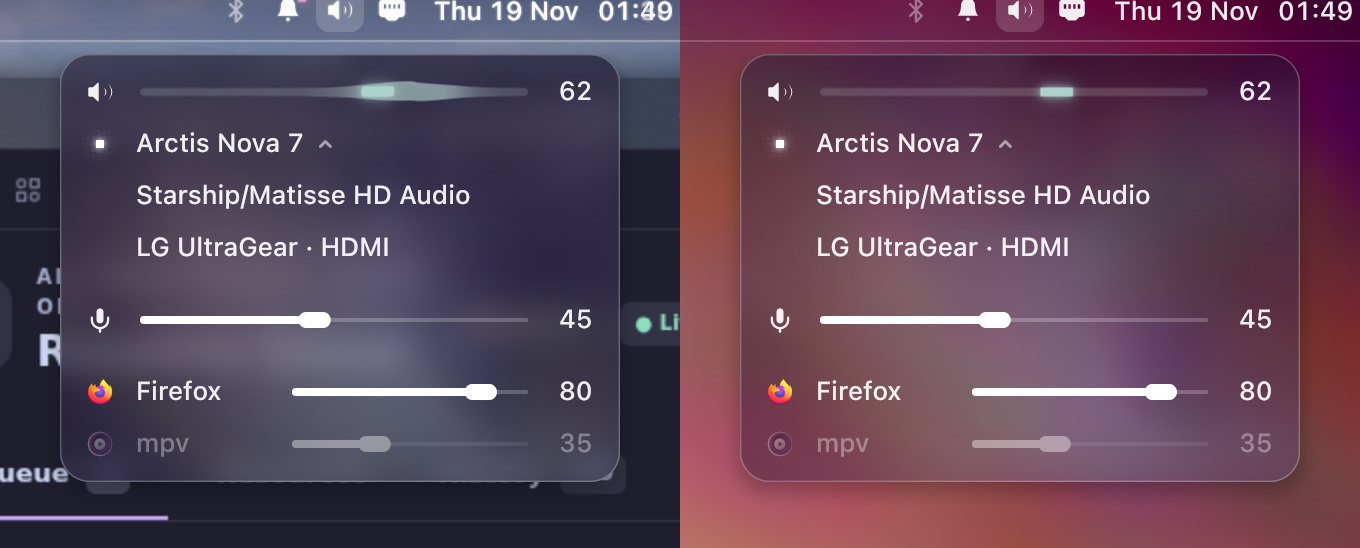 Thu 19 Nov 01:49
62
Arctis Nova 7
Starship/Matisse HD Audio
LG UltraGear · HDMI
45
Firefox 80
mpv 35
R
ueue
Thu 19 Nov 01:49
62
Arctis Nova 7
Starship/Matisse HD Audio
LG UltraGear · HDMI
45
Firefox 80
mpv 35